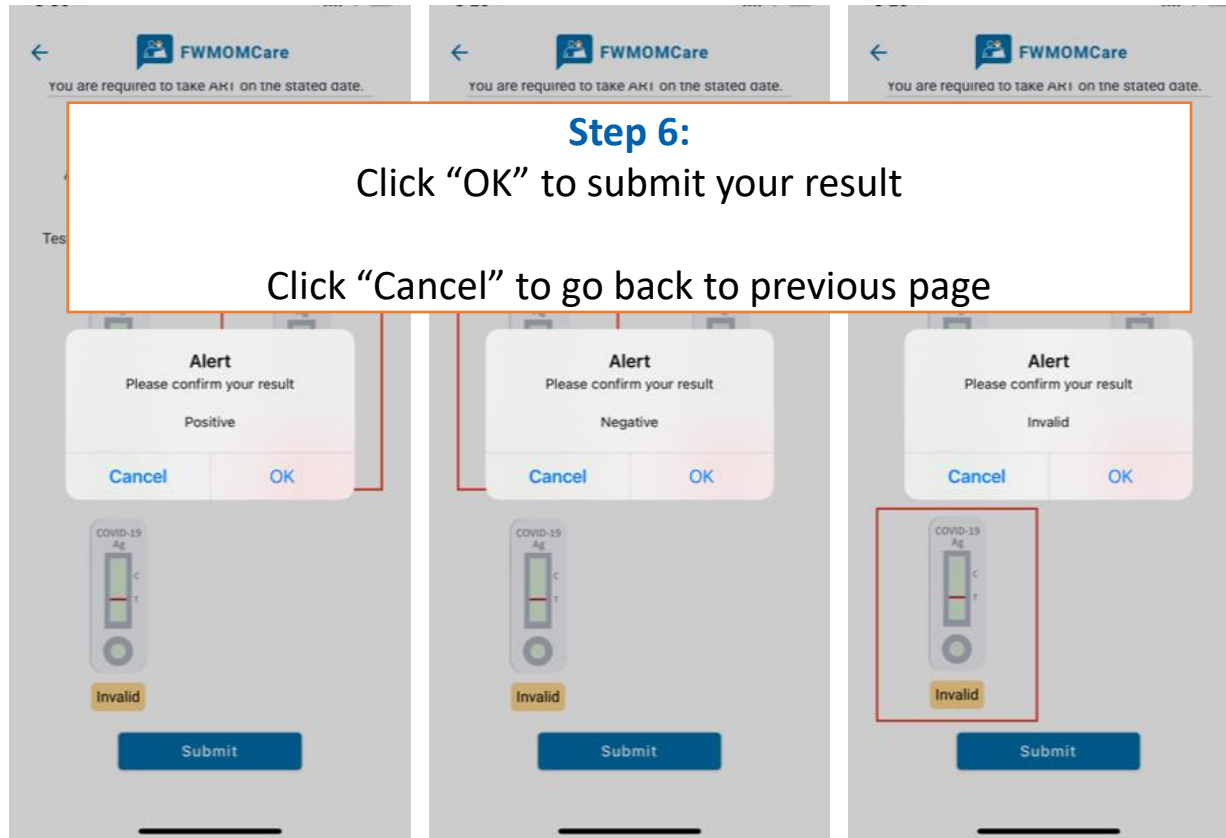 FWMOMCare
You are required to take ART on the stated date.
FWMOMCare
You are required to take ART on the stated date.
FWMOMCare
You are required to take ART on the stated date.
Step 6:
Click “OK” to submit your result
Click “Cancel” to go back to previous page
Alert
Please confirm your result
Positive
Cancel OK
COVID-19
Ag
C
T
Invalid
Submit
Alert
Please confirm your result
Negative
Cancel OK
COVID-19
Ag
C
T
Invalid
Submit
Alert
Please confirm your result
Invalid
Cancel OK
COVID-19
Ag
C
T
Invalid
Submit